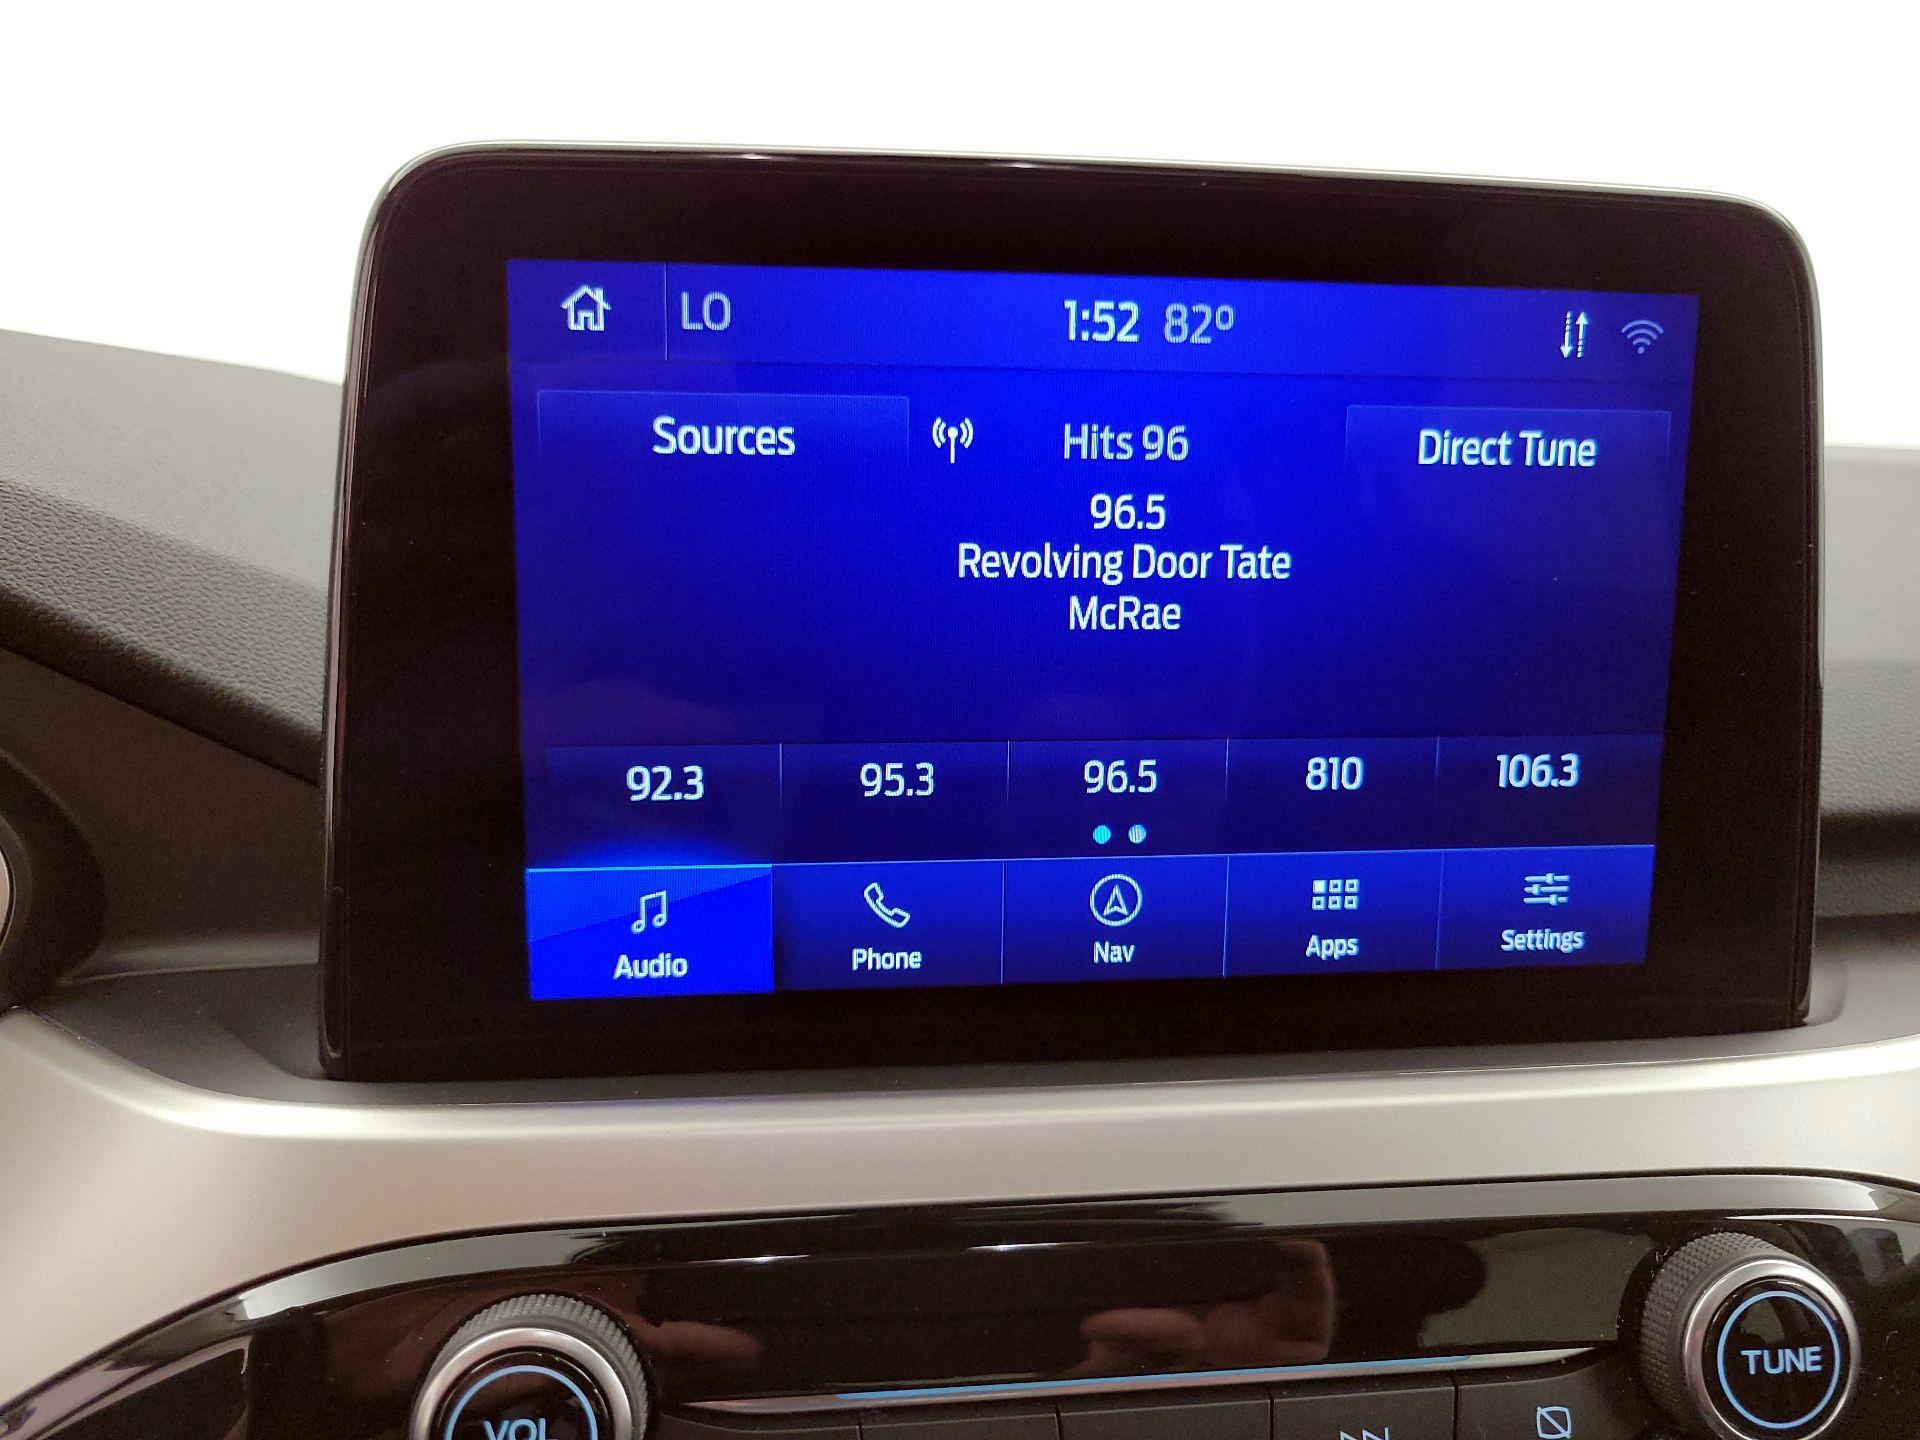 LO 1:52 82°
Sources Hits 96 Direct Tune
96.5
Revolving Door Tate
McRae
92.3 95.3 96.5 810 106.3
Audio Phone Nav Apps Settings
VOL TUNE